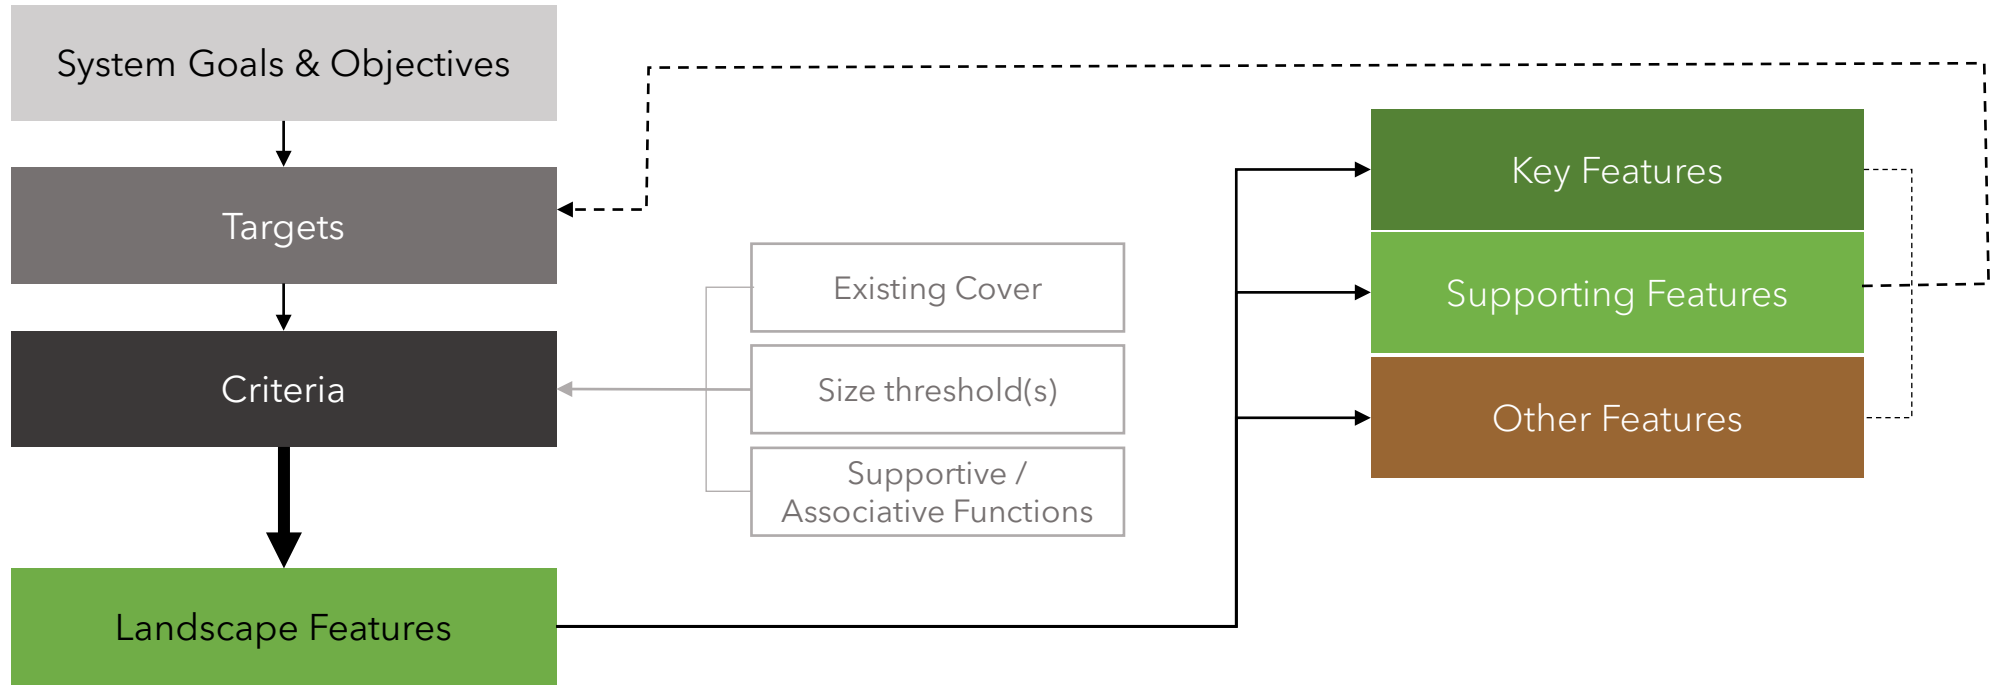 System Goals & Objectives
Targets
Criteria
Landscape Features
Existing Cover
Size threshold(s)
Supportive /
Associative Functions
Key Features
Supporting Features
Other Features